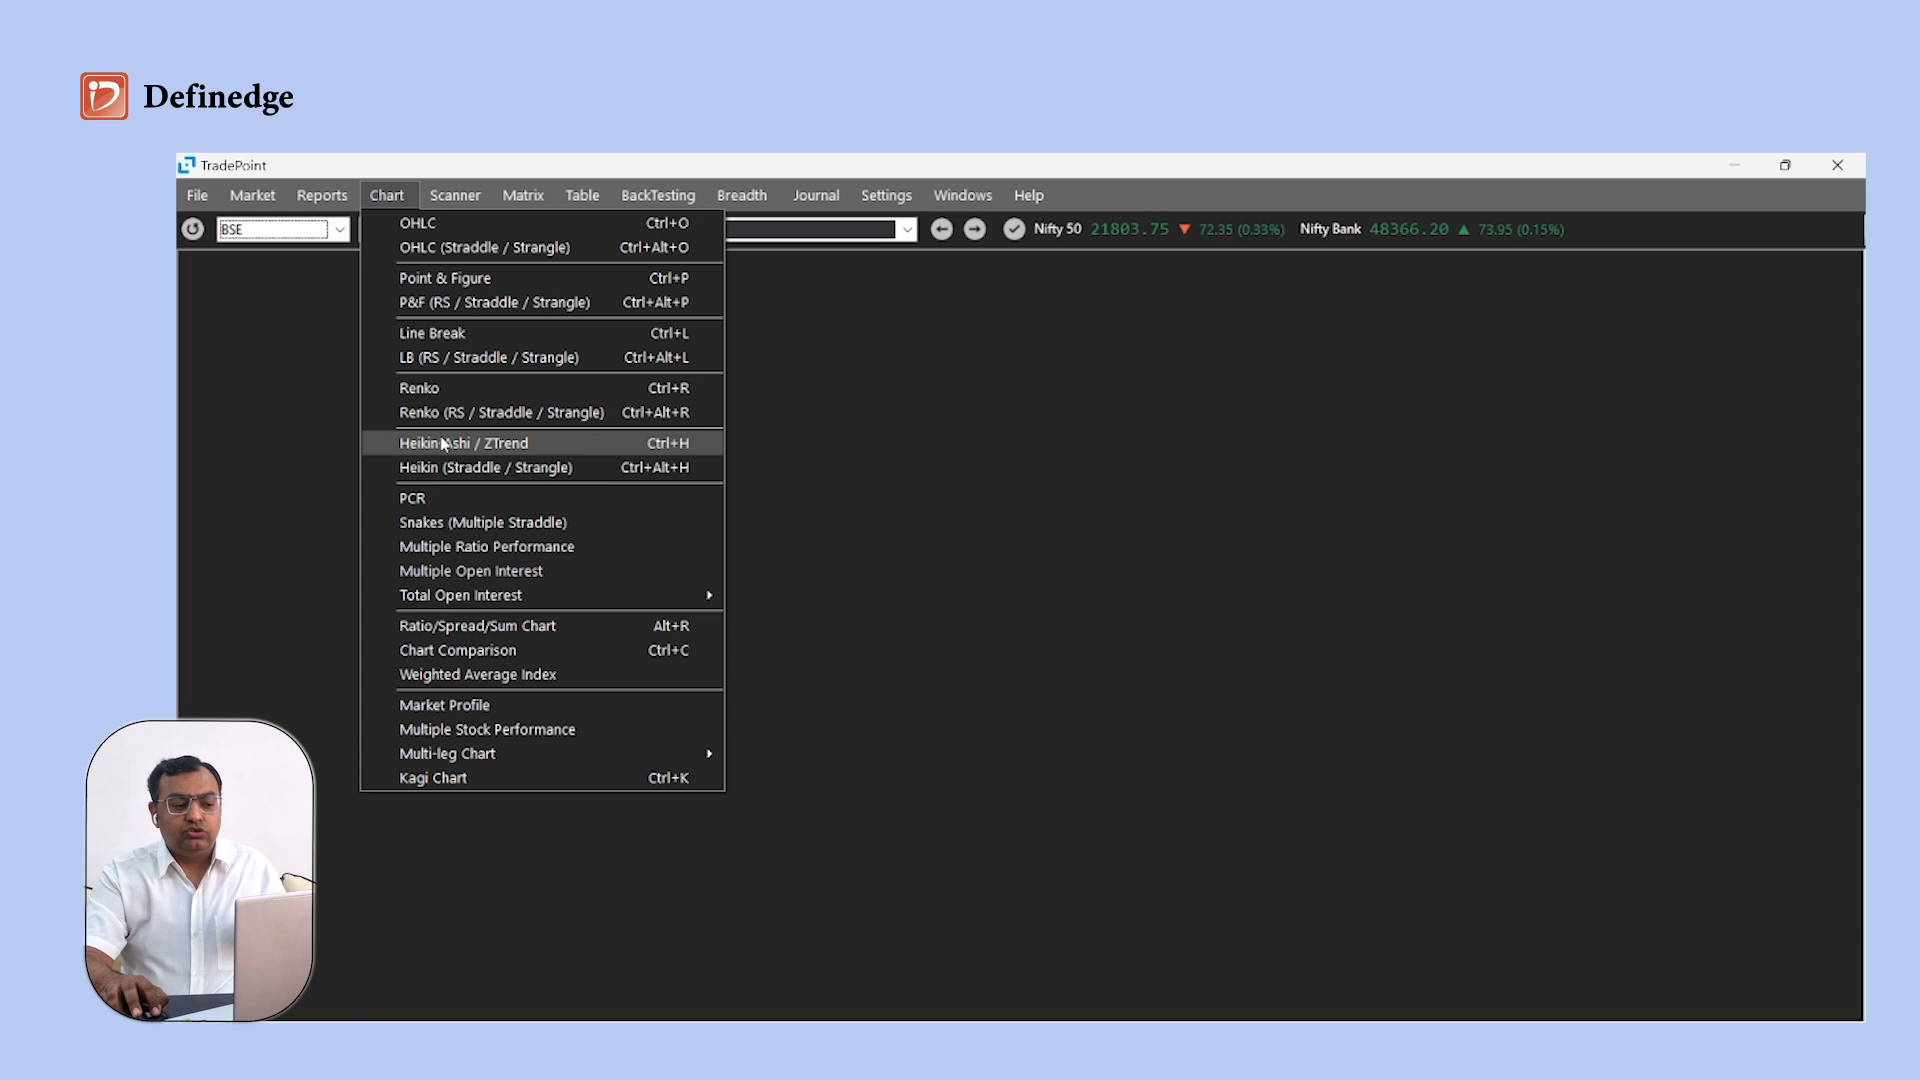 Definedge
TradePoint
File Market Reports Chart Scanner Matrix Table BackTesting Breadth Journal Settings Windows Help
BSE Nifty 50 21803.75 ▼ 72.35 (0.33%) Nifty Bank 48366.20 ▲ 73.95 (0.15%)
OHLC Ctrl+O
OHLC (Straddle / Strangle) Ctrl+Alt+O
Point & Figure Ctrl+P
P&F (RS / Straddle / Strangle) Ctrl+Alt+P
Line Break Ctrl+L
LB (RS / Straddle / Strangle) Ctrl+Alt+L
Renko Ctrl+R
Renko (RS / Straddle / Strangle) Ctrl+Alt+R
Heikin-Ashi / ZTrend Ctrl+H
Heikin (Straddle / Strangle) Ctrl+Alt+H
PCR
Snakes (Multiple Straddle)
Multiple Ratio Performance
Multiple Open Interest
Total Open Interest
Ratio/Spread/Sum Chart Alt+R
Chart Comparison Ctrl+C
Weighted Average Index
Market Profile
Multiple Stock Performance
Multi-leg Chart
Kagi Chart Ctrl+K